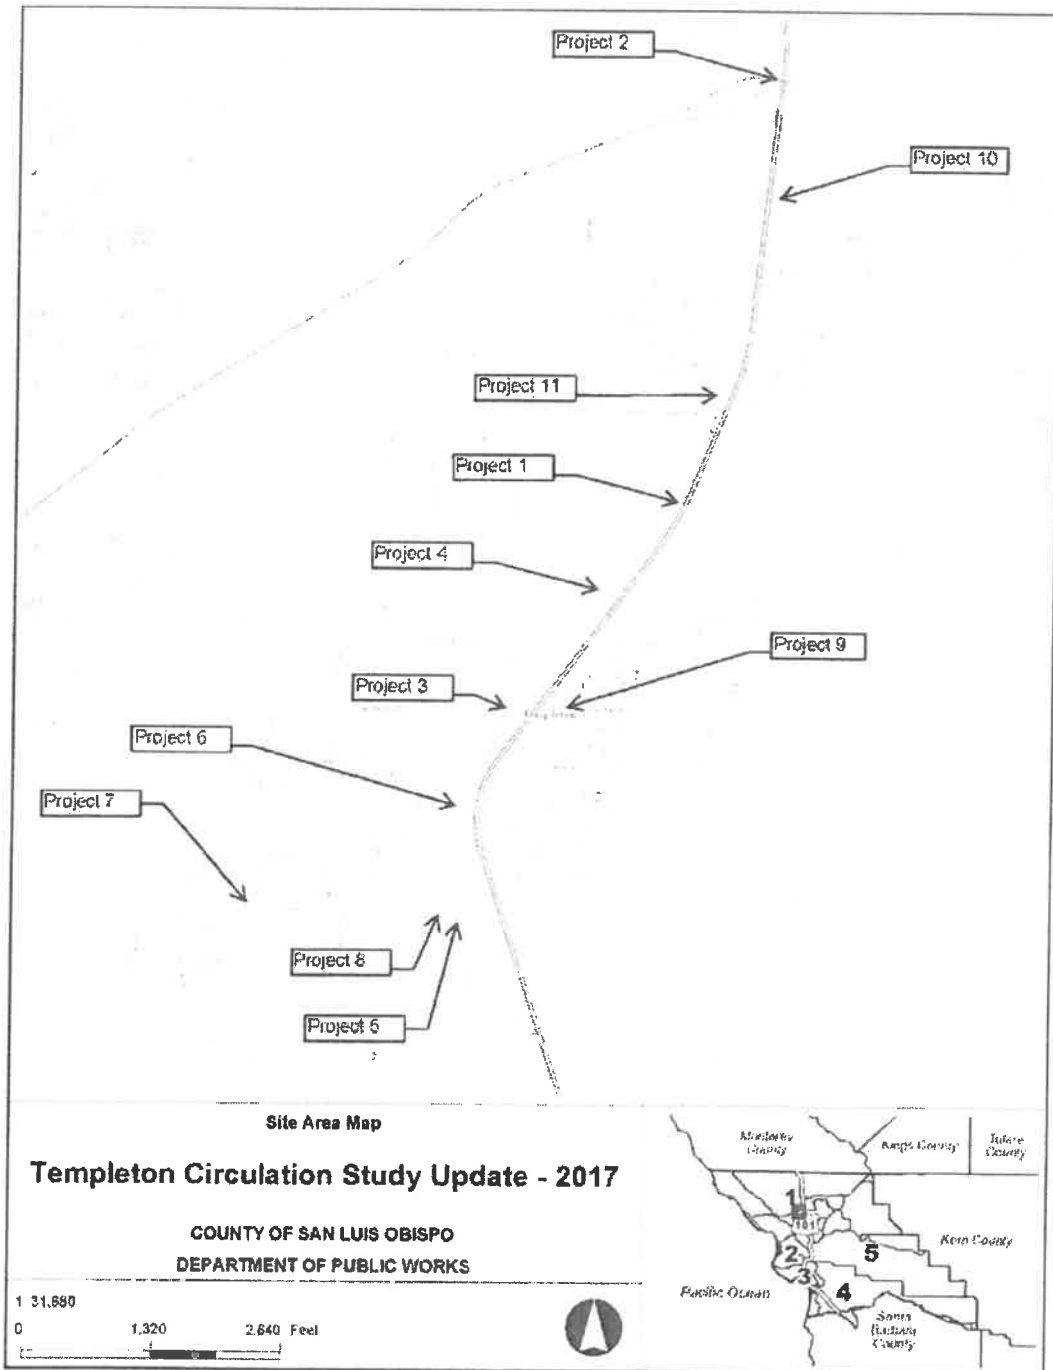 Project 2
Project 10
Project 11
Project 1
Project 4
Project 9
Project 3
Project 6
Project 7
Project 8
Project 5
Site Area Map
Templeton Circulation Study Update - 2017
COUNTY OF SAN LUIS OBISPO
DEPARTMENT OF PUBLIC WORKS
1 31,680
0 1,320 2,640 Feet
Monterey
County
Kings County
Tulare
County
1
101
2
3
4
5
Kern County
Pacific Ocean
Santa
Barbara
County